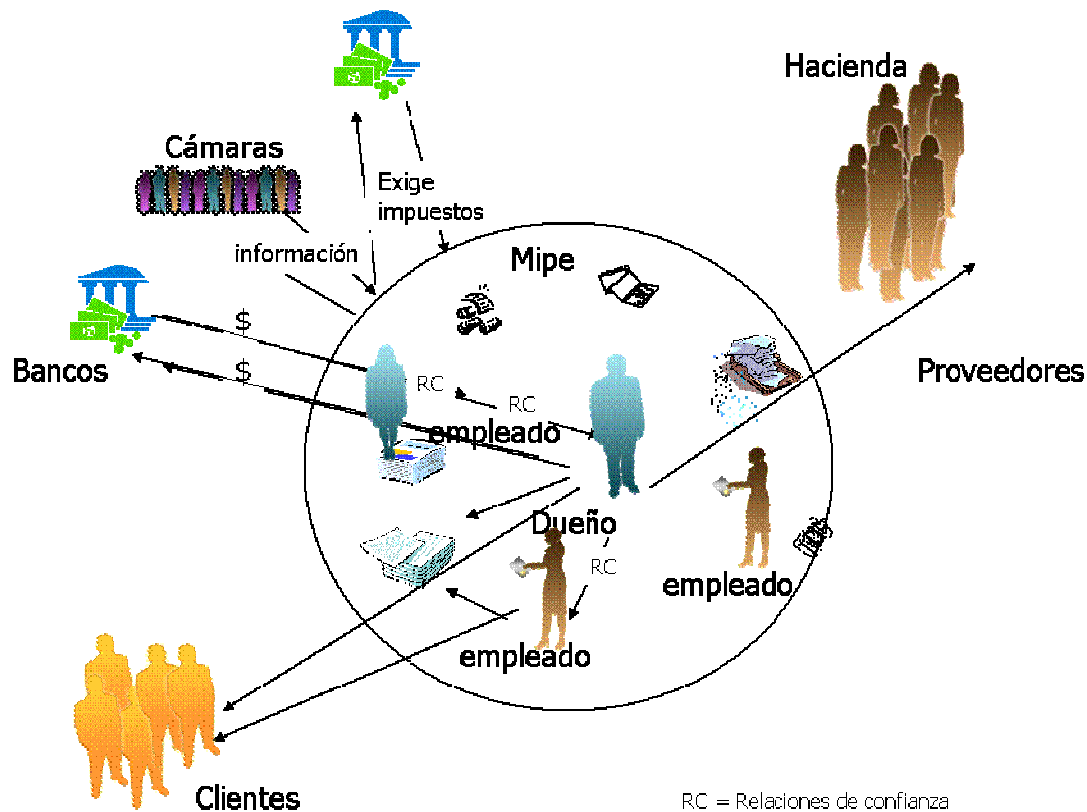 Hacienda
Cámaras
Exige
impuestos
información
Mipe
$
Bancos
$
Proveedores
RC
RC
empleado
Dueño
RC
empleado
empleado
Clientes
RC = Relaciones de confianza